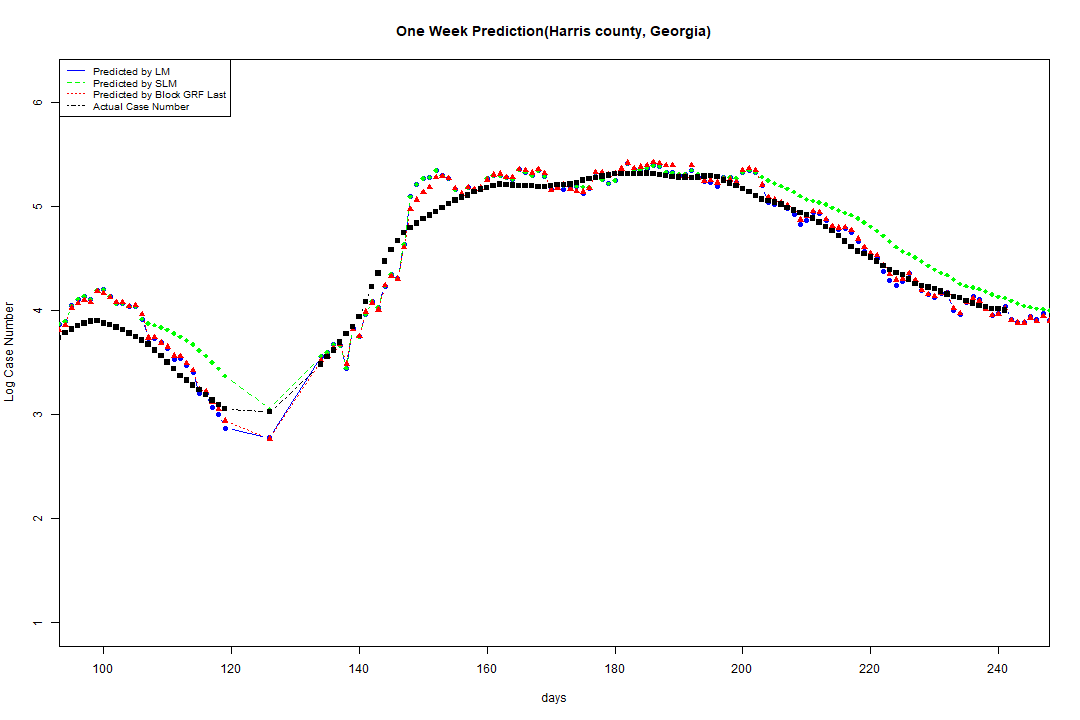 One Week Prediction(Harris county, Georgia)
Predicted by LM
Predicted by SLM
Predicted by Block GRF Last
Actual Case Number
6
5
4
3
2
1
Log Case Number
100 120 140 160 180 200 220 240
days